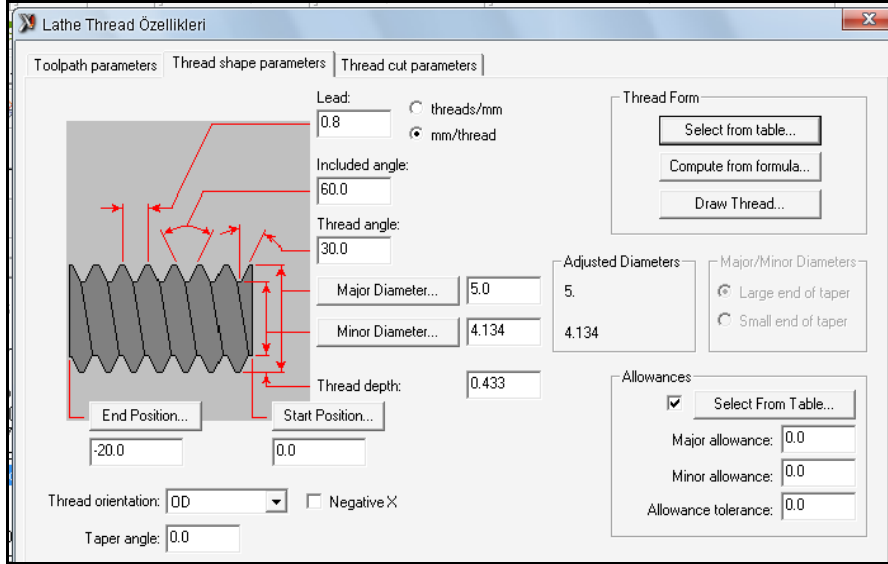 Lathe Thread Özellikleri
Toolpath parameters
Thread shape parameters
Thread cut parameters
Lead:
0.8
threads/mm
mm/thread
Included angle:
60.0
Thread angle:
30.0
Major Diameter...
5.0
Minor Diameter...
4.134
Thread depth:
0.433
End Position...
-20.0
Start Position...
0.0
Thread orientation:
OD
Negative X
Taper angle:
0.0
Thread Form
Select from table...
Compute from formula...
Draw Thread...
Adjusted Diameters
5.
4.134
Major/Minor Diameters
Large end of taper
Small end of taper
Allowances
Select From Table...
Major allowance:
0.0
Minor allowance:
0.0
Allowance tolerance:
0.0